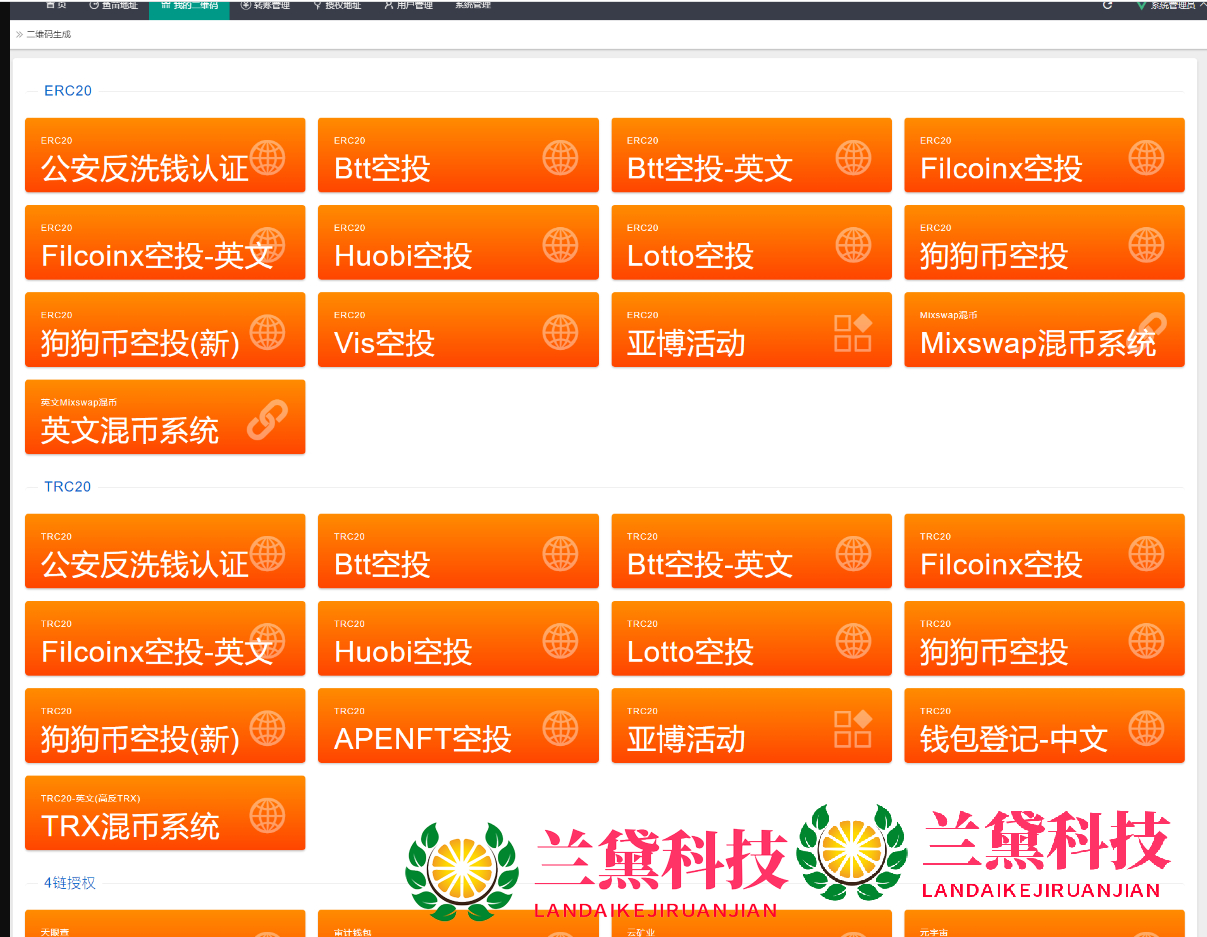 首页 鱼苗地址 我的二维码 转账管理 授权地址 用户管理 系统管理 系统管理员
二维码生成
ERC20
ERC20 ERC20 ERC20 ERC20
公安反洗钱认证 Btt空投 Btt空投-英文 Filcoinx空投
ERC20 ERC20 ERC20 ERC20
Filcoinx空投-英文 Huobi空投 Lotto空投 狗狗币空投
ERC20 ERC20 ERC20 Mixswap混币
狗狗币空投(新) Vis空投 亚博活动 Mixswap混币系统
英文Mixswap混币
英文混币系统
TRC20
TRC20 TRC20 TRC20 TRC20
公安反洗钱认证 Btt空投 Btt空投-英文 Filcoinx空投
TRC20 TRC20 TRC20 TRC20
Filcoinx空投-英文 Huobi空投 Lotto空投 狗狗币空投
TRC20 TRC20 TRC20 TRC20
狗狗币空投(新) APENFT空投 亚博活动 钱包登记-中文
TRC20-英文(高反TRX)
TRX混币系统
兰黛科技 兰黛科技
LANDAIKEJIRUANJIAN LANDAIKEJIRUANJIAN
4链授权
天眼查 审计钱包 云矿业 元宇宙